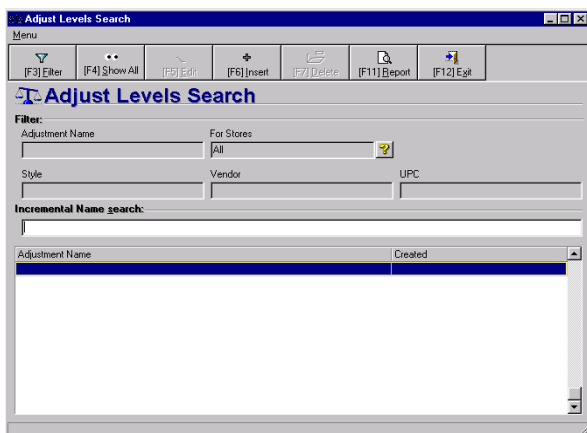 Adjust Levels Search
Menu
[F3] Filter [F4] Show All [F5] Edit [F6] Insert [F7] Delete [F11] Report [F12] Exit
Adjust Levels Search
Filter:
Adjustment Name For Stores
All ?
Style Vendor UPC
Incremental Name search:
Adjustment Name Created